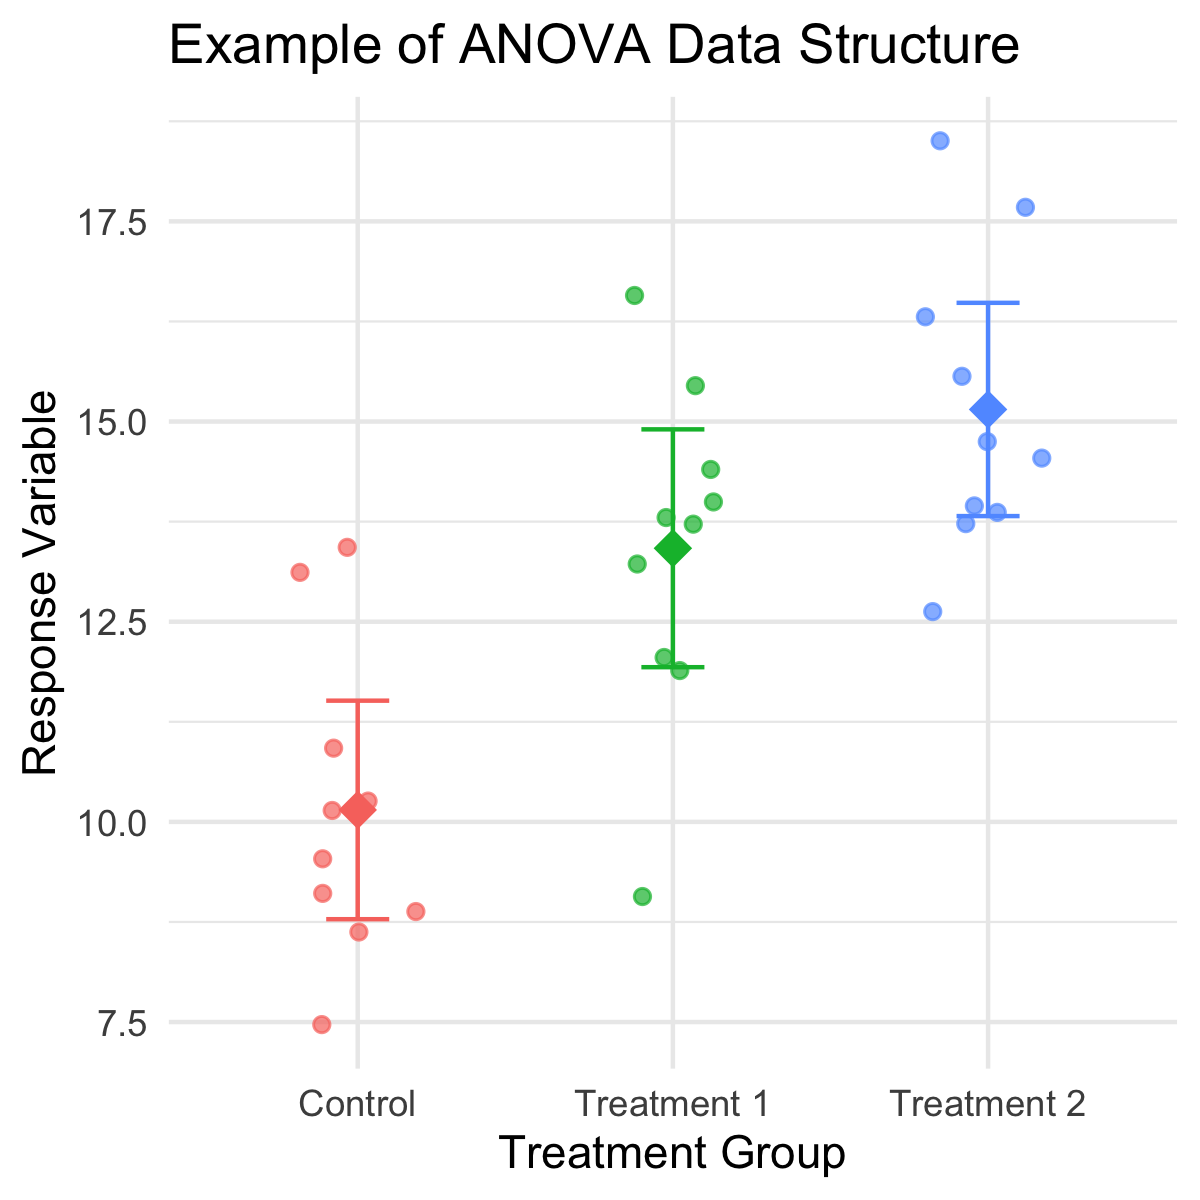 Example of ANOVA Data Structure
Response Variable
17.5
15.0
12.5
10.0
7.5
Control Treatment 1 Treatment 2
Treatment Group